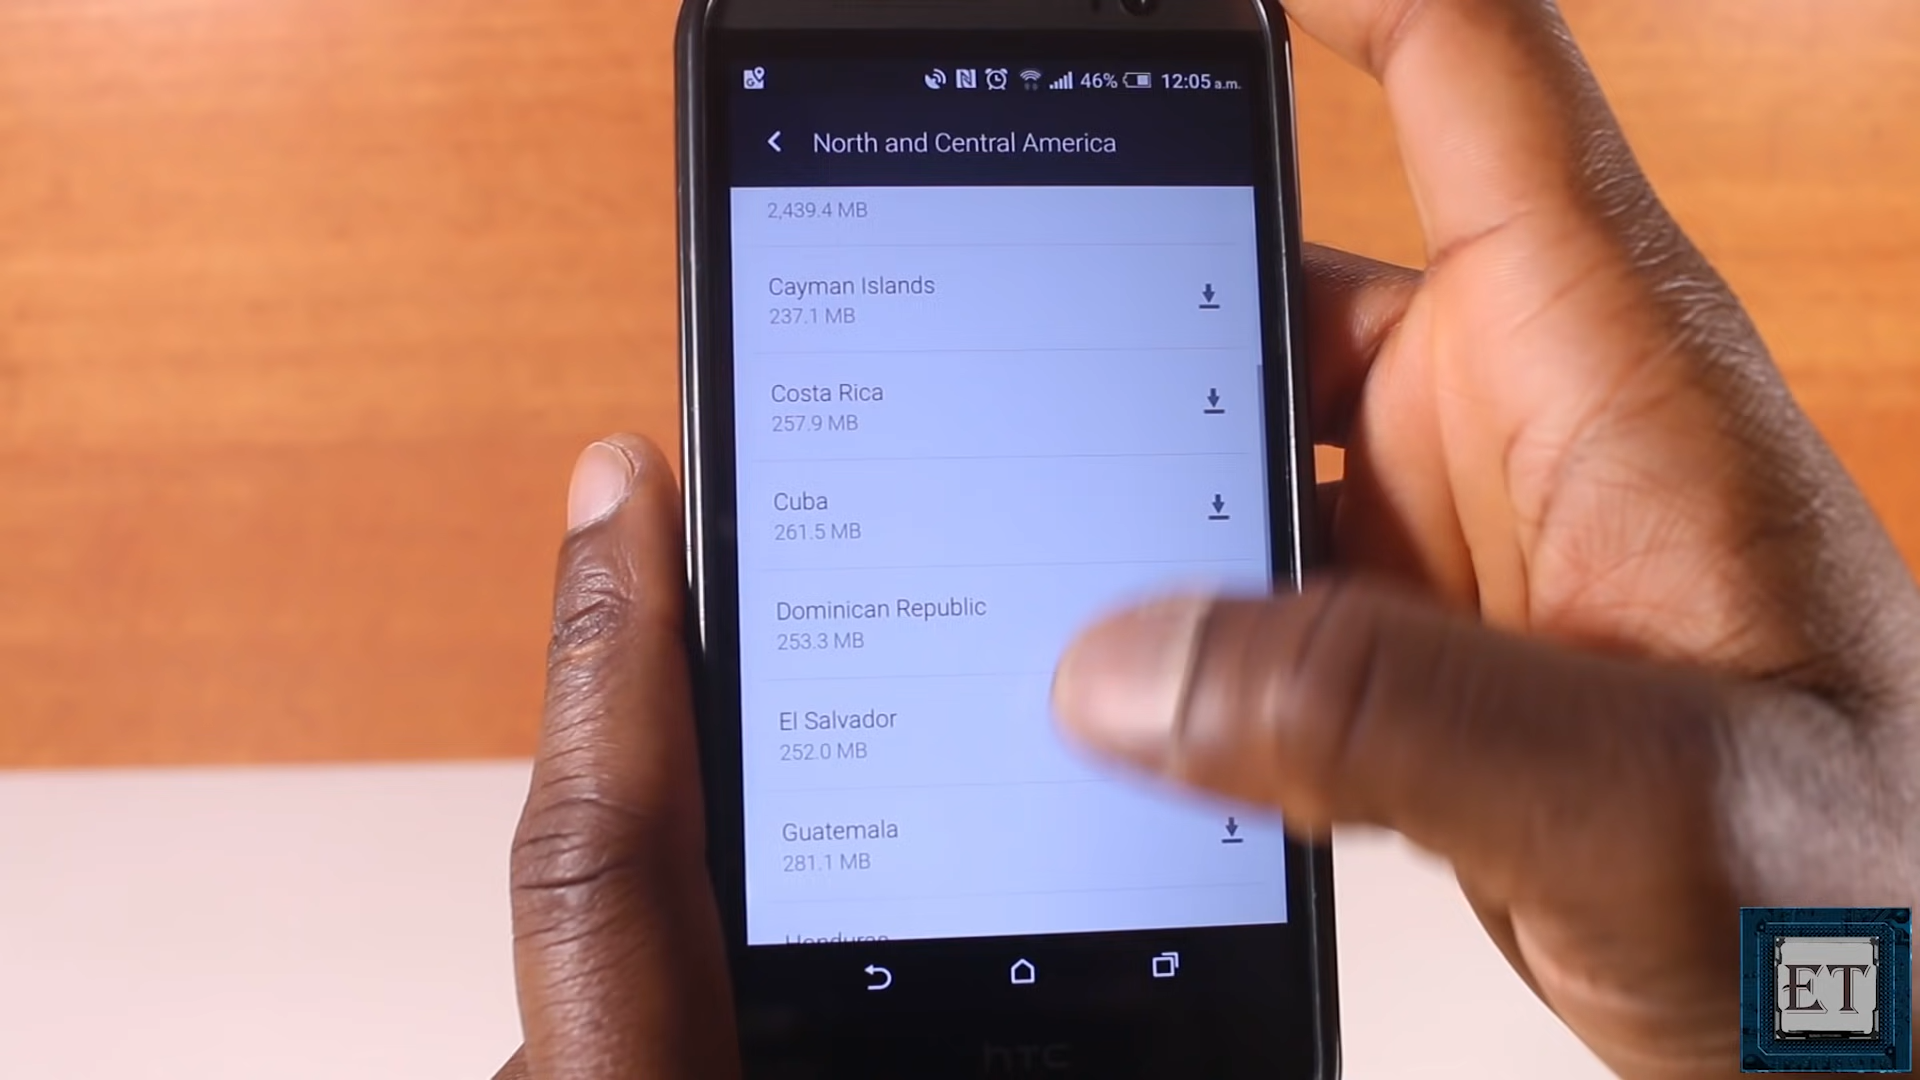 46% 12:05 a.m.
North and Central America
2,439.4 MB
Cayman Islands
237.1 MB
Costa Rica
257.9 MB
Cuba
261.5 MB
Dominican Republic
253.3 MB
El Salvador
252.0 MB
Guatemala
281.1 MB
Honduras
hTC
ET